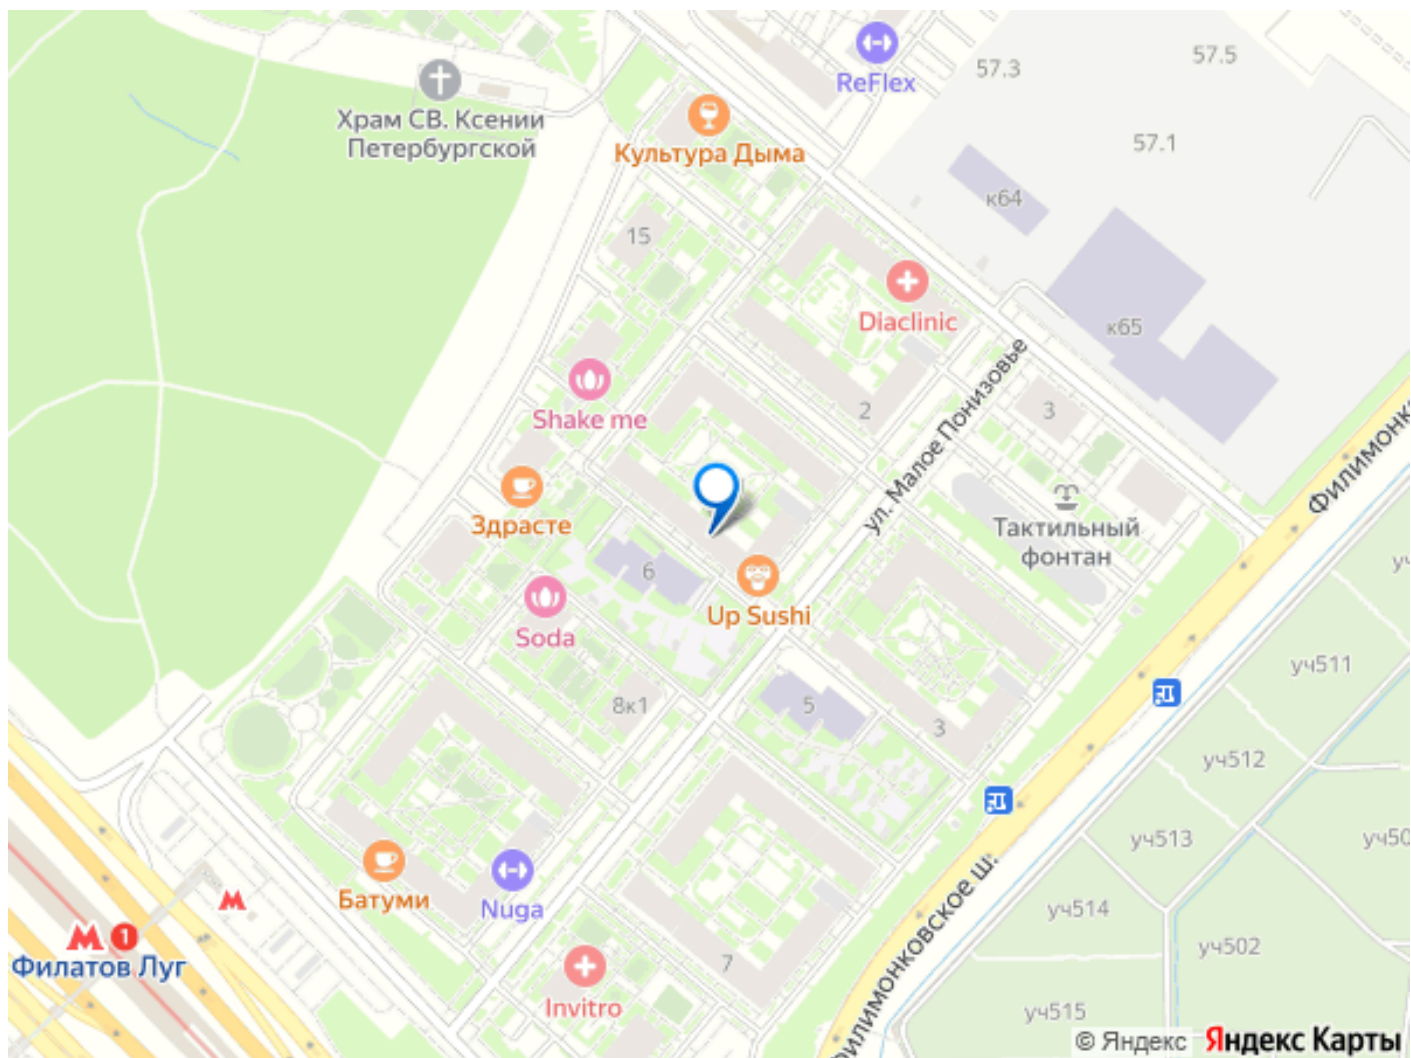 ReFlex
57.3
57.5
Храм СВ. Ксении
Петербургской
Культура Дыма
57.1
к64
15
Diaclinic
к65
Shake me
2
3
ул. Малое Понизовье
Филимонк
Здрасте
Тактильный
фонтан
6
Up Sushi
уч
Soda
уч511
8к1
5
3
уч512
уч513
уч50
Батуми
Nuga
Филимонковское ш.
уч514
М 1
М
Филатов Луг
7
уч502
Invitro
уч515
© Яндекс Яндекс Карты